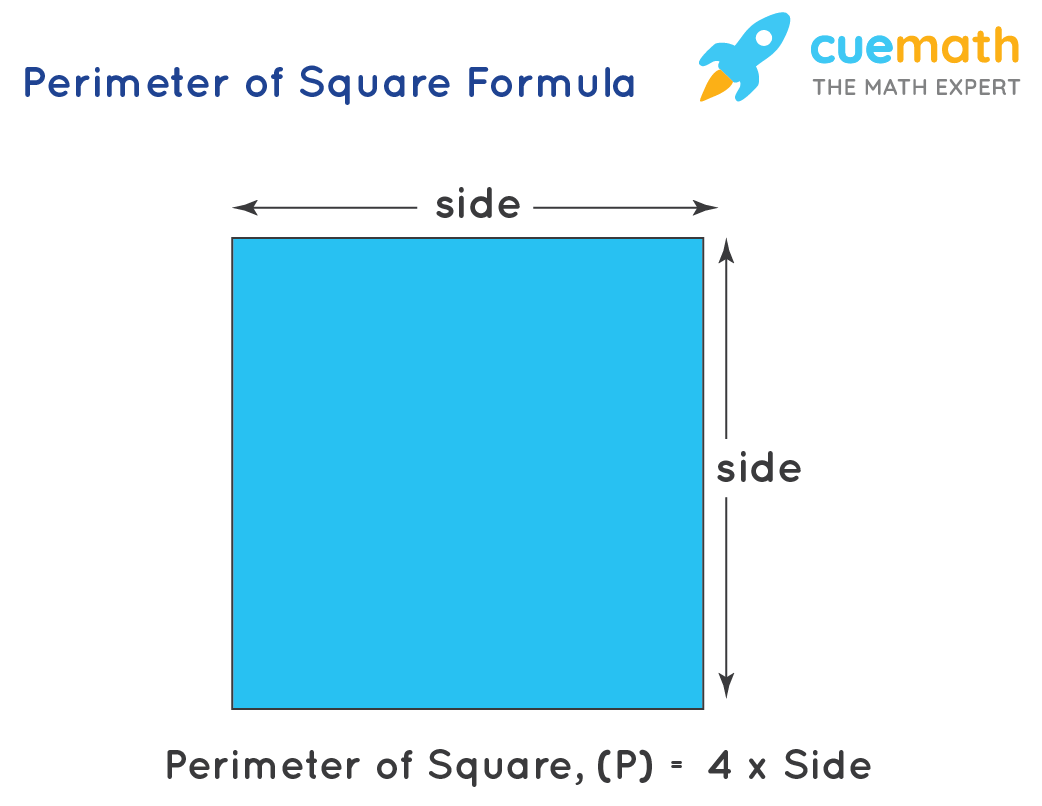 Perimeter of Square Formula
cuemath
THE MATH EXPERT
side
side
Perimeter of Square, (P) = 4 x Side